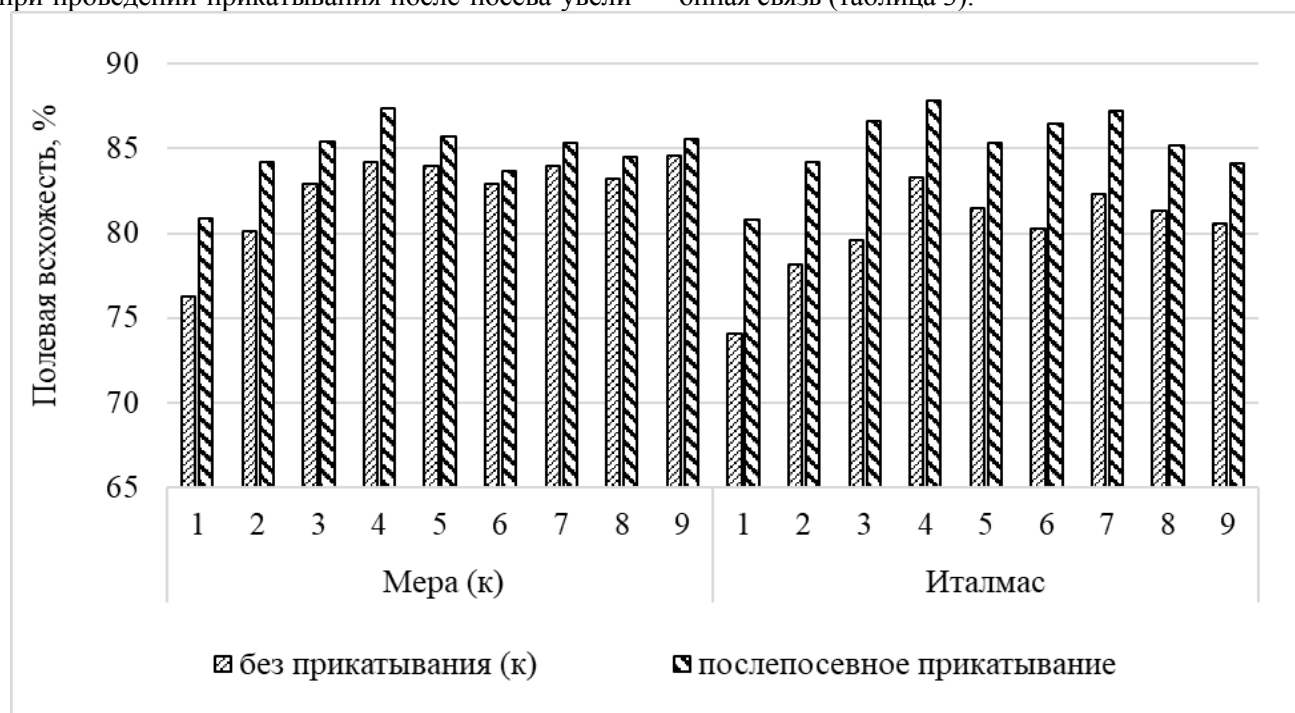 при проведении прикатывания после посева увели- онная связь (таблица 3).
90
85
80
75
70
65
Полевая всхожесть, %
1 2 3 4 5 6 7 8 9 1 2 3 4 5 6 7 8 9
Мера (к) Италмас
без прикатывания (к) послепосевное прикатывание